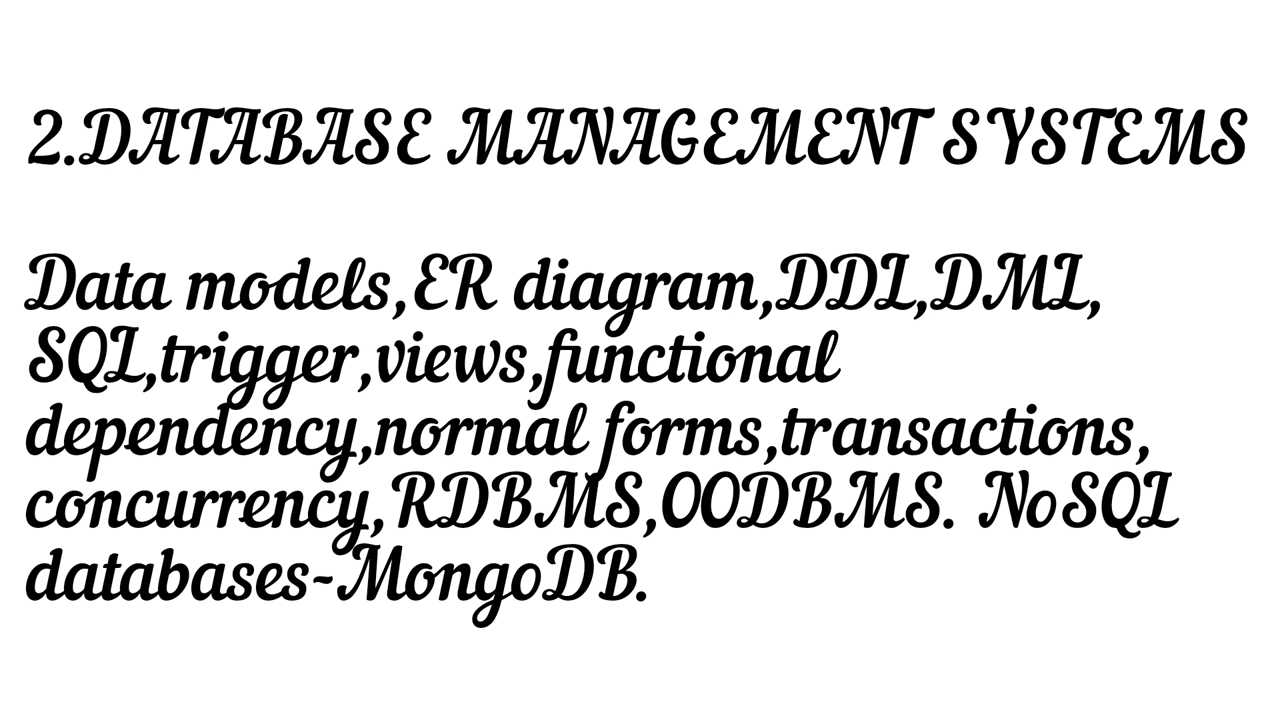 2.DATABASE MANAGEMENT SYSTEMS
Data models,ER diagram,DDL,DML,
SQL,trigger,views,functional
dependency,normal forms,transactions,
concurrency,RDBMS,OODBMS. NoSQL
databases-MongoDB.